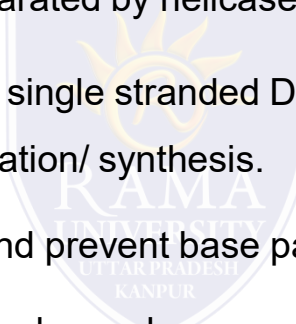 arated by helicase
single stranded D
ation/ synthesis.
RAMA
UNIVERSITY
nd prevent base pa
UTTAR PRADESH
KANPUR